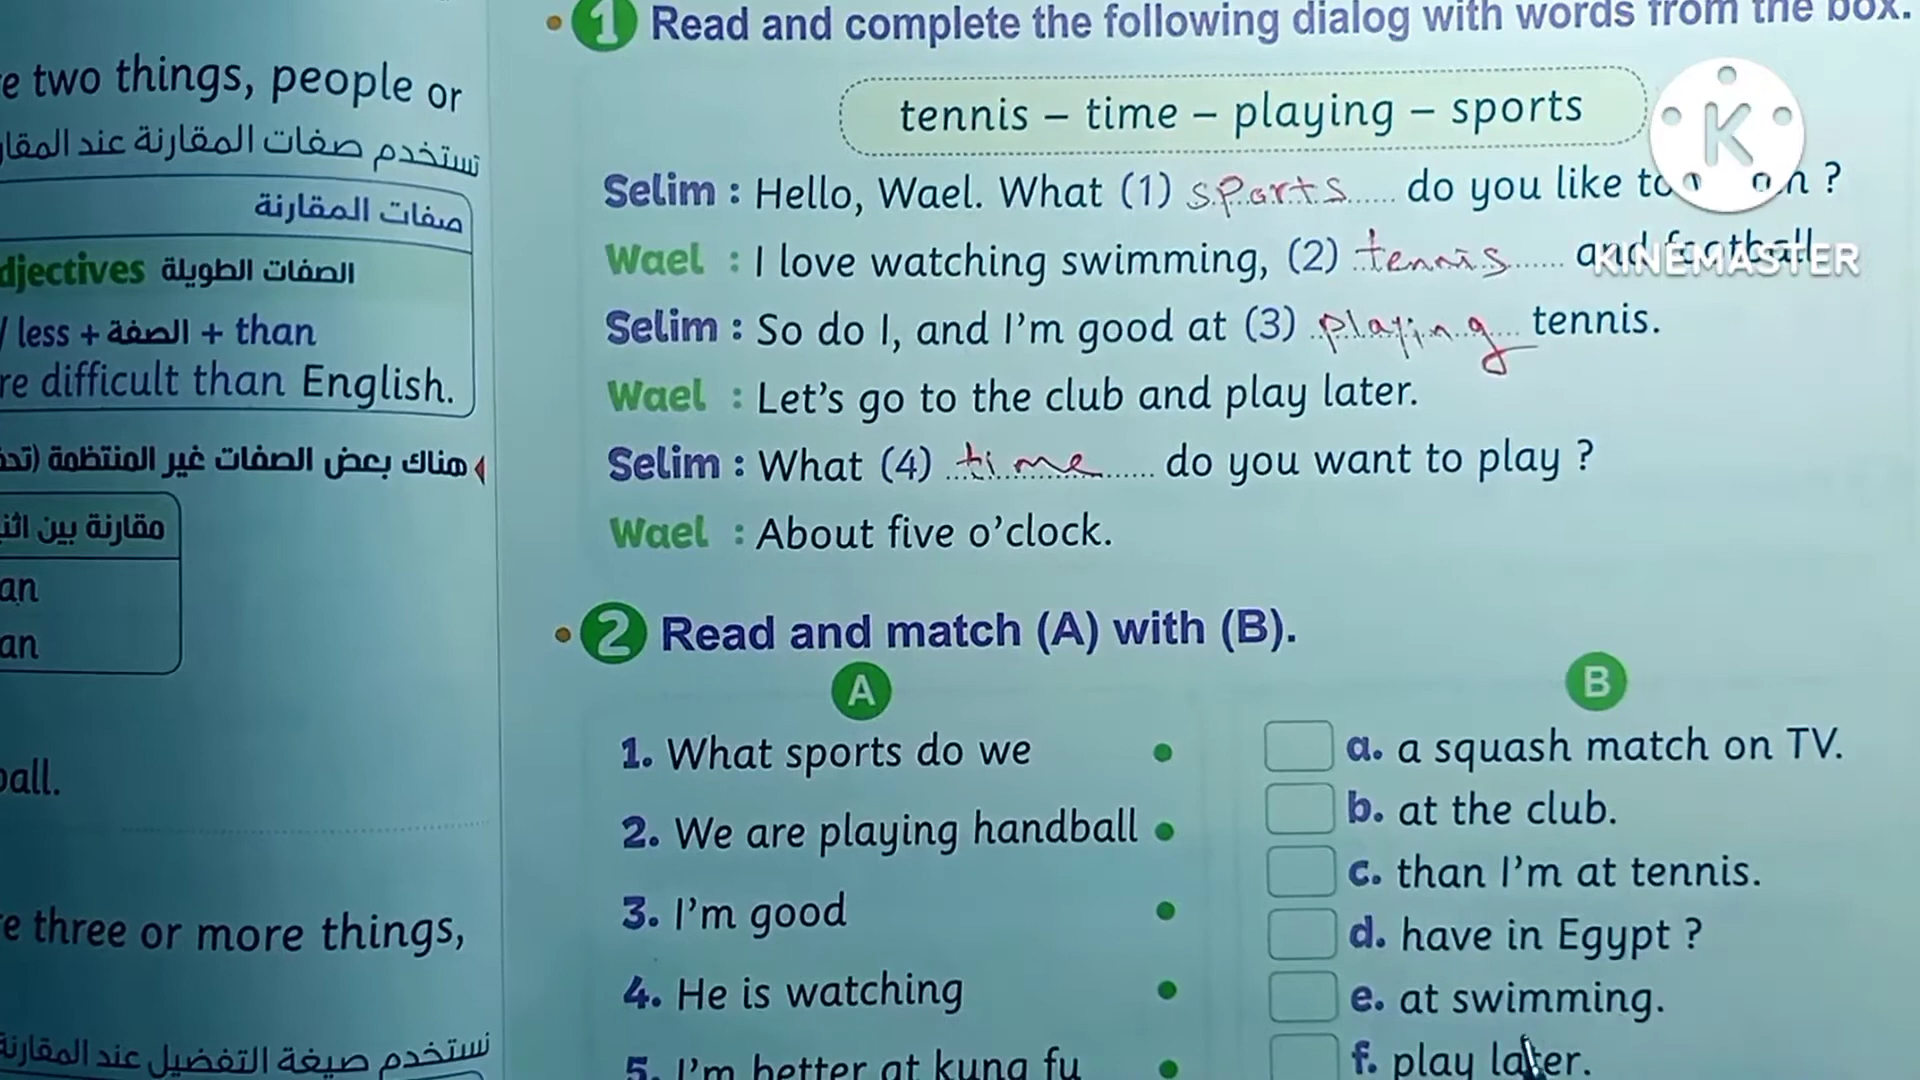 e two things, people or
تستخدم صفات المقارنة عند المقا
صفات المقارنة
djectives الصفات الطويلة
/ less + الصفة + than
re difficult than English.
هناك بعض الصفات غير المنتظمة (تحذ
مقارنة بين اثن
an
an
ball.
e three or more things,
نستخدم صيغة التفضيل عند المقارنة
1 Read and complete the following dialog with words from the box.
tennis – time – playing – sports
Selim : Hello, Wael. What (1) sports do you like to ?
Wael : I love watching swimming, (2) tennis and football
Selim : So do I, and I'm good at (3) playing tennis.
Wael : Let's go to the club and play later.
Selim : What (4) time do you want to play ?
Wael : About five o'clock.
K
KINEMASTER
2 Read and match (A) with (B).
A
1. What sports do we
2. We are playing handball
3. I'm good
4. He is watching
5. I'm better at kung fu
B
a. a squash match on TV.
b. at the club.
c. than I'm at tennis.
d. have in Egypt ?
e. at swimming.
f. play later.